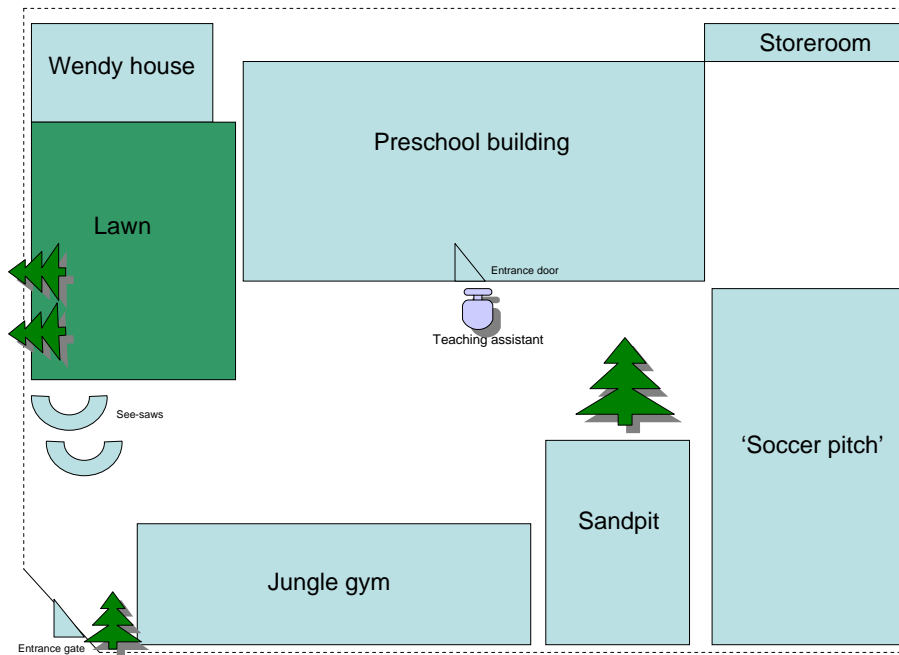 Storeroom
Wendy house
Preschool building
Lawn
Entrance door
Teaching assistant
See-saws
‘Soccer pitch’
Sandpit
Jungle gym
Entrance gate